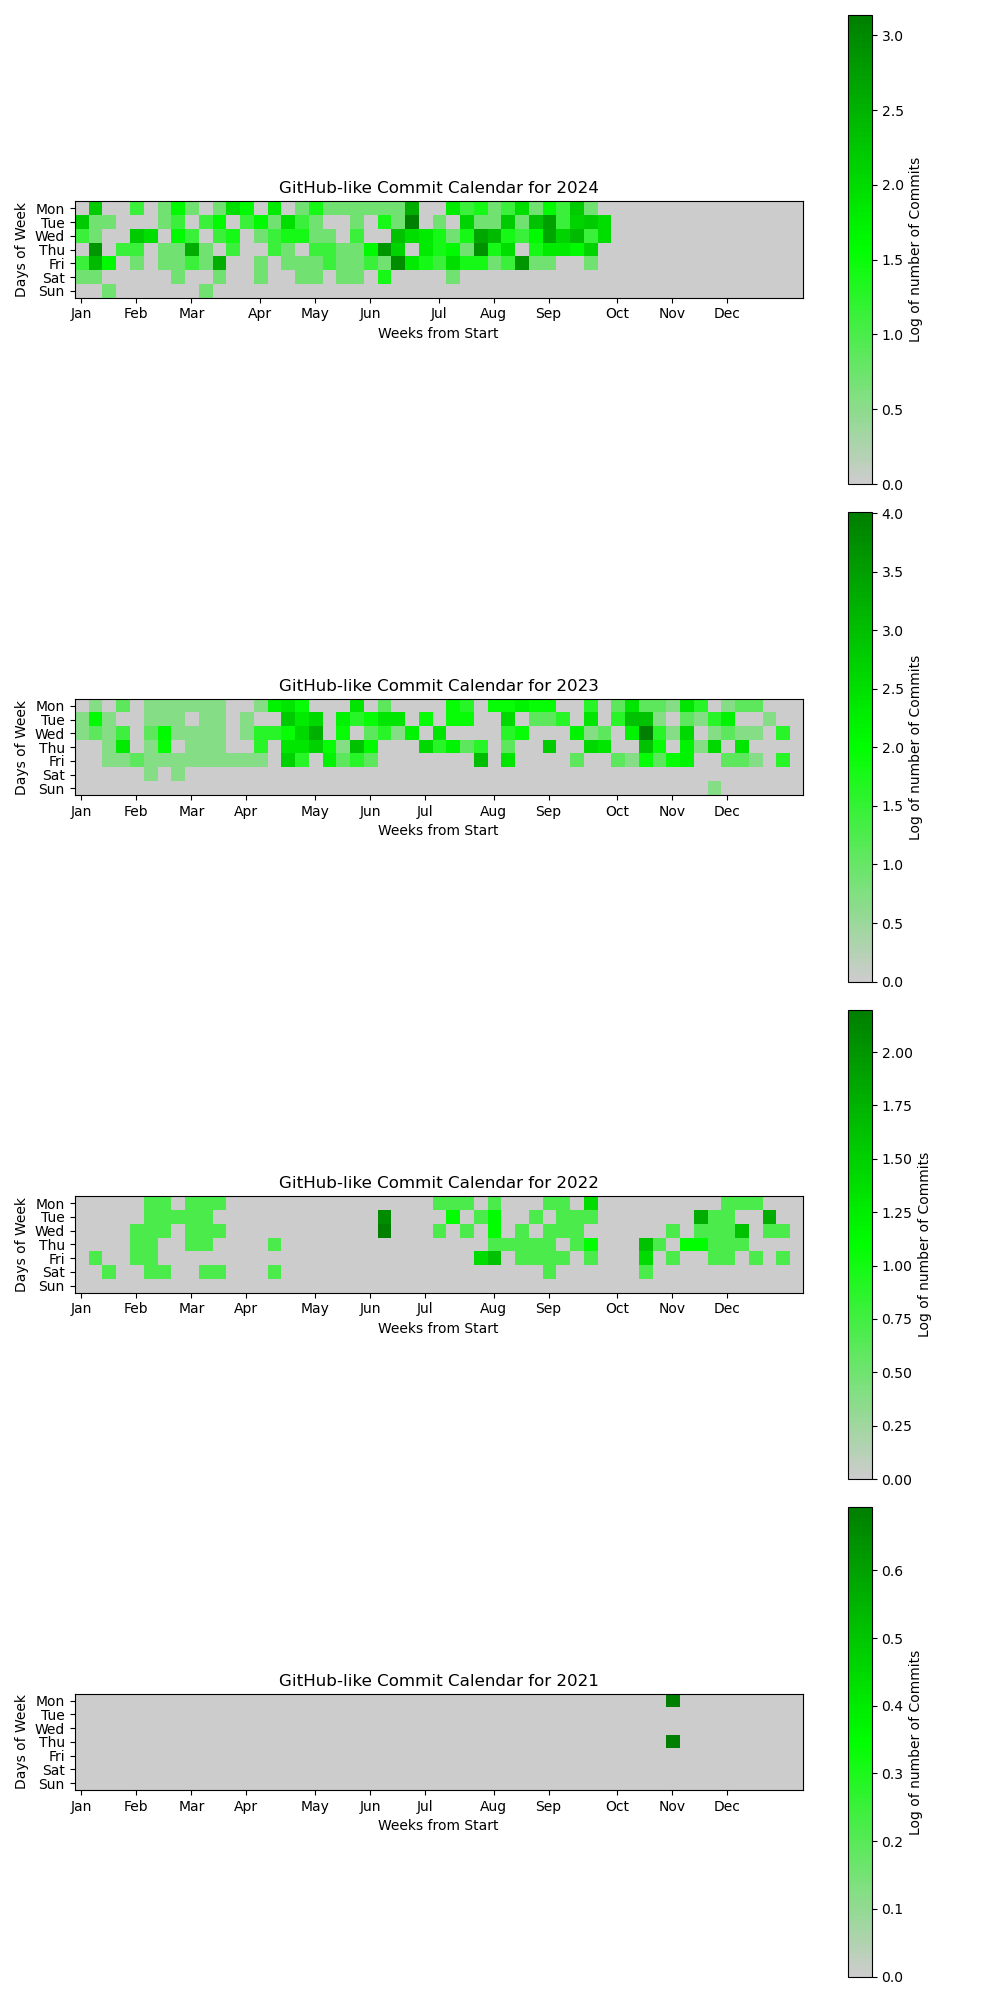 GitHub-like Commit Calendar for 2024
Days of Week
Mon
Tue
Wed
Thu
Fri
Sat
Sun
Jan Feb Mar Apr May Jun Jul Aug Sep Oct Nov Dec
Weeks from Start
3.0
2.5
2.0
1.5
1.0
0.5
0.0
Log of number of Commits
GitHub-like Commit Calendar for 2023
Days of Week
Mon
Tue
Wed
Thu
Fri
Sat
Sun
Jan Feb Mar Apr May Jun Jul Aug Sep Oct Nov Dec
Weeks from Start
4.0
3.5
3.0
2.5
2.0
1.5
1.0
0.5
0.0
Log of number of Commits
GitHub-like Commit Calendar for 2022
Days of Week
Mon
Tue
Wed
Thu
Fri
Sat
Sun
Jan Feb Mar Apr May Jun Jul Aug Sep Oct Nov Dec
Weeks from Start
2.00
1.75
1.50
1.25
1.00
0.75
0.50
0.25
0.00
Log of number of Commits
GitHub-like Commit Calendar for 2021
Days of Week
Mon
Tue
Wed
Thu
Fri
Sat
Sun
Jan Feb Mar Apr May Jun Jul Aug Sep Oct Nov Dec
Weeks from Start
0.6
0.5
0.4
0.3
0.2
0.1
0.0
Log of number of Commits